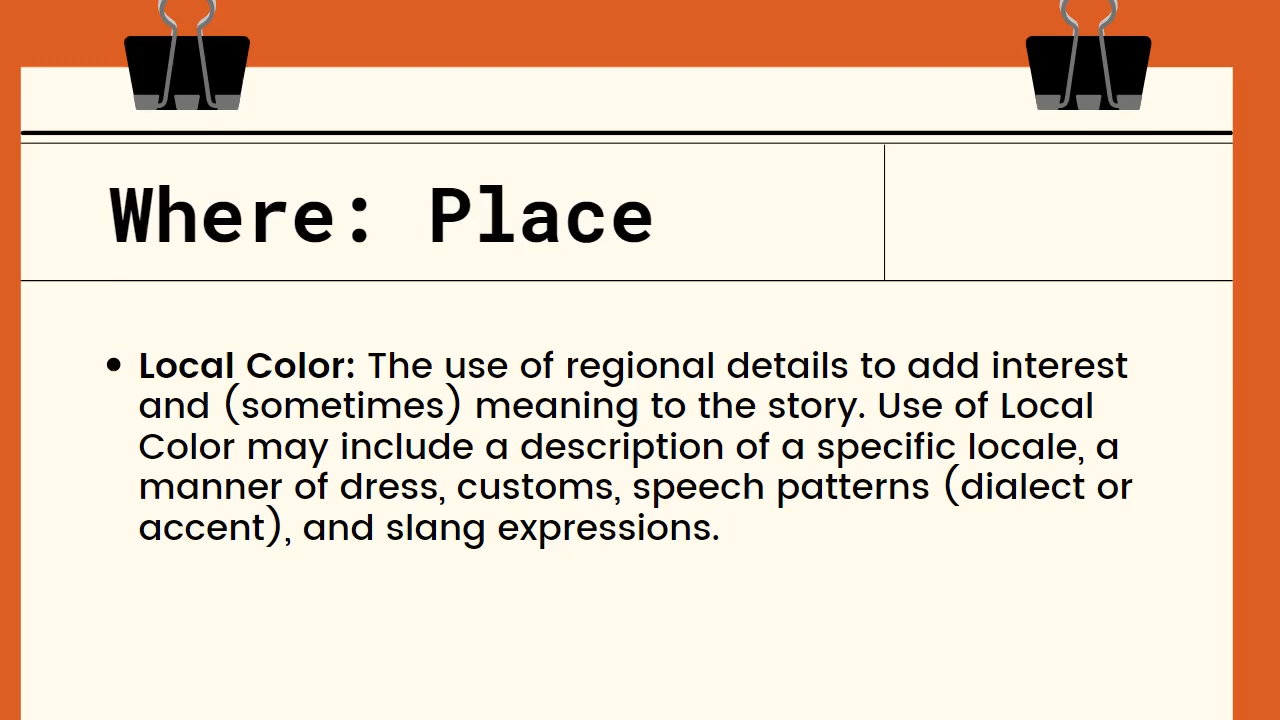 Where: Place
• Local Color: The use of regional details to add interest
and (sometimes) meaning to the story. Use of Local
Color may include a description of a specific locale, a
manner of dress, customs, speech patterns (dialect or
accent), and slang expressions.